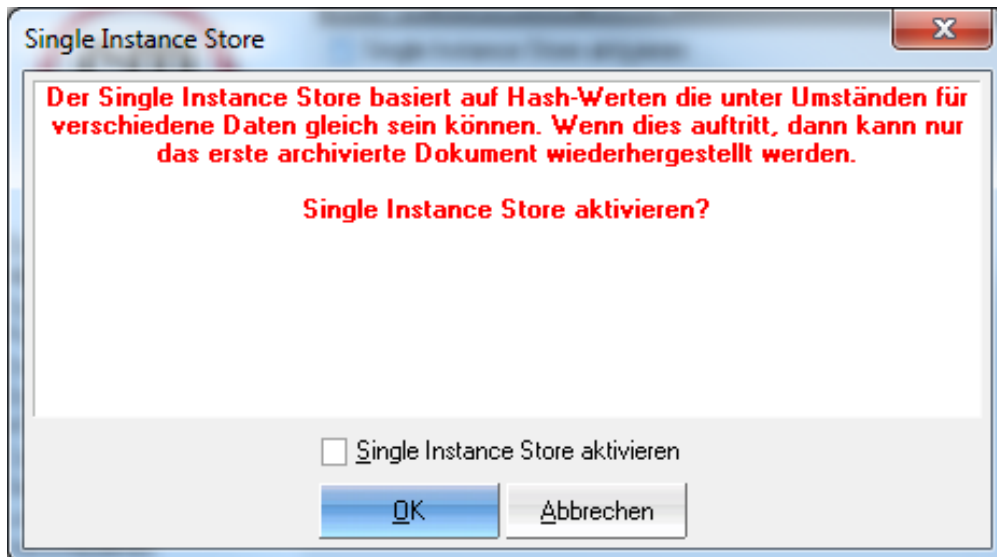 Single Instance Store
Der Single Instance Store basiert auf Hash-Werten die unter Umständen für
verschiedene Daten gleich sein können. Wenn dies auftritt, dann kann nur
das erste archivierte Dokument wiederhergestellt werden.
Single Instance Store aktivieren?
Single Instance Store aktivieren
OK
Abbrechen